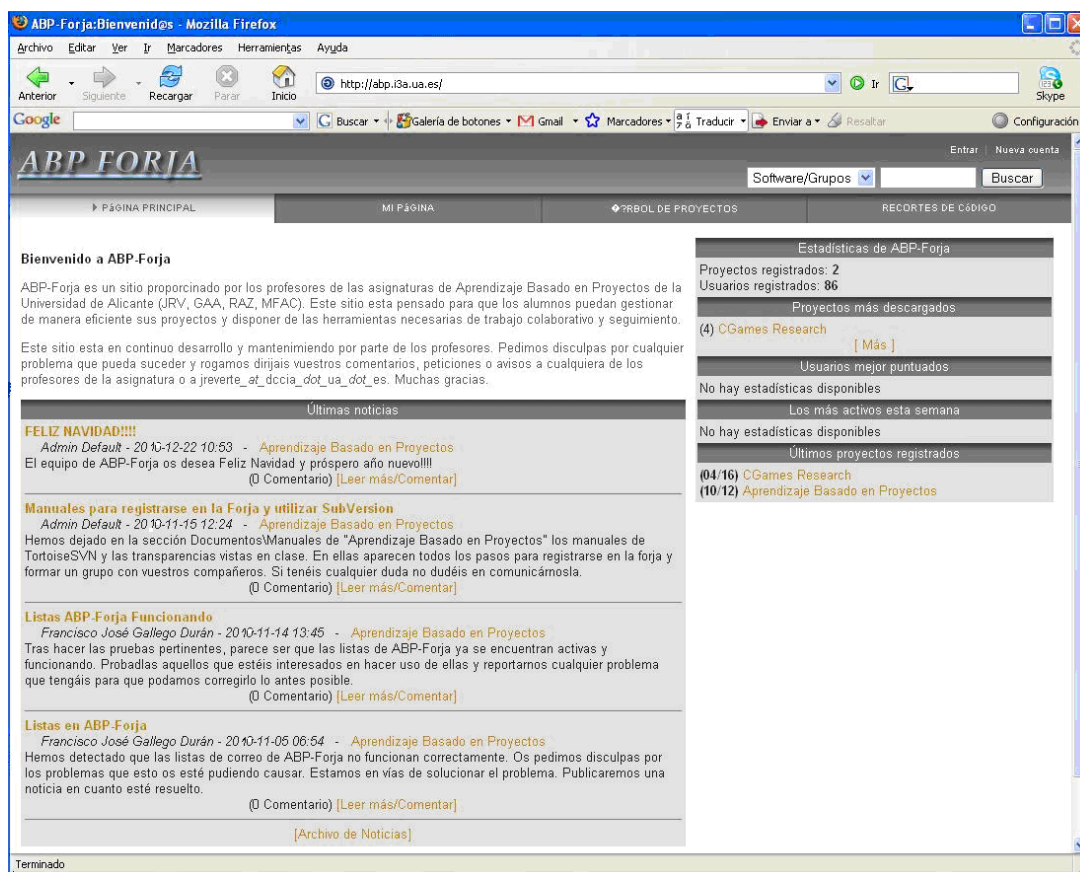 ABP-Forja:Bienvenid@s - Mozilla Firefox
Archivo Editar Ver Ir Marcadores Herramientas Ayuda
Anterior Siguiente Recargar Parar Inicio http://abp.i3a.ua.es/ Ir Skype
Google Buscar Galería de botones Gmail Marcadores Traducir Enviar a Resaltar Configuración
Entrar | Nueva cuenta
ABP FORJA
Software/Grupos Buscar
PáGINA PRINCIPAL MI PáGINA �?RBOL DE PROYECTOS RECORTES DE CóDIGO
Bienvenido a ABP-Forja
ABP-Forja es un sitio proporcinado por los profesores de las asignaturas de Aprendizaje Basado en Proyectos de la
Universidad de Alicante (JRV, GAA, RAZ, MFAC). Este sitio esta pensado para que los alumnos puedan gestionar
de manera eficiente sus proyectos y disponer de las herramientas necesarias de trabajo colaborativo y seguimiento.
Este sitio esta en continuo desarrollo y mantenimiendo por parte de los profesores. Pedimos disculpas por cualquier
problema que pueda suceder y rogamos dirijais vuestros comentarios, peticiones o avisos a cualquiera de los
profesores de la asignatura o a jreverte_at_dccia_dot_ua_dot_es. Muchas gracias.
Últimas noticias
FELIZ NAVIDAD!!!!
Admin Default - 2010-12-22 10:53 - Aprendizaje Basado en Proyectos
El equipo de ABP-Forja os desea Feliz Navidad y próspero año nuevo!!!!
(0 Comentario) [Leer más/Comentar]
Manuales para registrarse en la Forja y utilizar SubVersion
Admin Default - 2010-11-15 12:24 - Aprendizaje Basado en Proyectos
Hemos dejado en la sección Documentos\Manuales de "Aprendizaje Basado en Proyectos" los manuales de
TortoiseSVN y las transparencias vistas en clase. En ellas aparecen todos los pasos para registrarse en la forja y
formar un grupo con vuestros compañeros. Si tenéis cualquier duda no dudéis en comunicárnosla.
(0 Comentario) [Leer más/Comentar]
Listas ABP-Forja Funcionando
Francisco José Gallego Durán - 2010-11-14 13:45 - Aprendizaje Basado en Proyectos
Tras hacer las pruebas pertinentes, parece ser que las listas de ABP-Forja ya se encuentran activas y
funcionando. Probadlas aquellos que estéis interesados en hacer uso de ellas y reportarnos cualquier problema
que tengáis para que podamos corregirlo lo antes posible.
(0 Comentario) [Leer más/Comentar]
Listas en ABP-Forja
Francisco José Gallego Durán - 2010-11-05 06:54 - Aprendizaje Basado en Proyectos
Hemos detectado que las listas de correo de ABP-Forja no funcionan correctamente. Os pedimos disculpas por
los problemas que esto os esté pudiendo causar. Estamos en vías de solucionar el problema. Publicaremos una
noticia en cuanto esté resuelto.
(0 Comentario) [Leer más/Comentar]
[Archivo de Noticias]
Estadísticas de ABP-Forja
Proyectos registrados: 2
Usuarios registrados: 86
Proyectos más descargados
(4) CGames Research
[ Más ]
Usuarios mejor puntuados
No hay estadísticas disponibles
Los más activos esta semana
No hay estadísticas disponibles
Últimos proyectos registrados
(04/16) CGames Research
(10/12) Aprendizaje Basado en Proyectos
Terminado